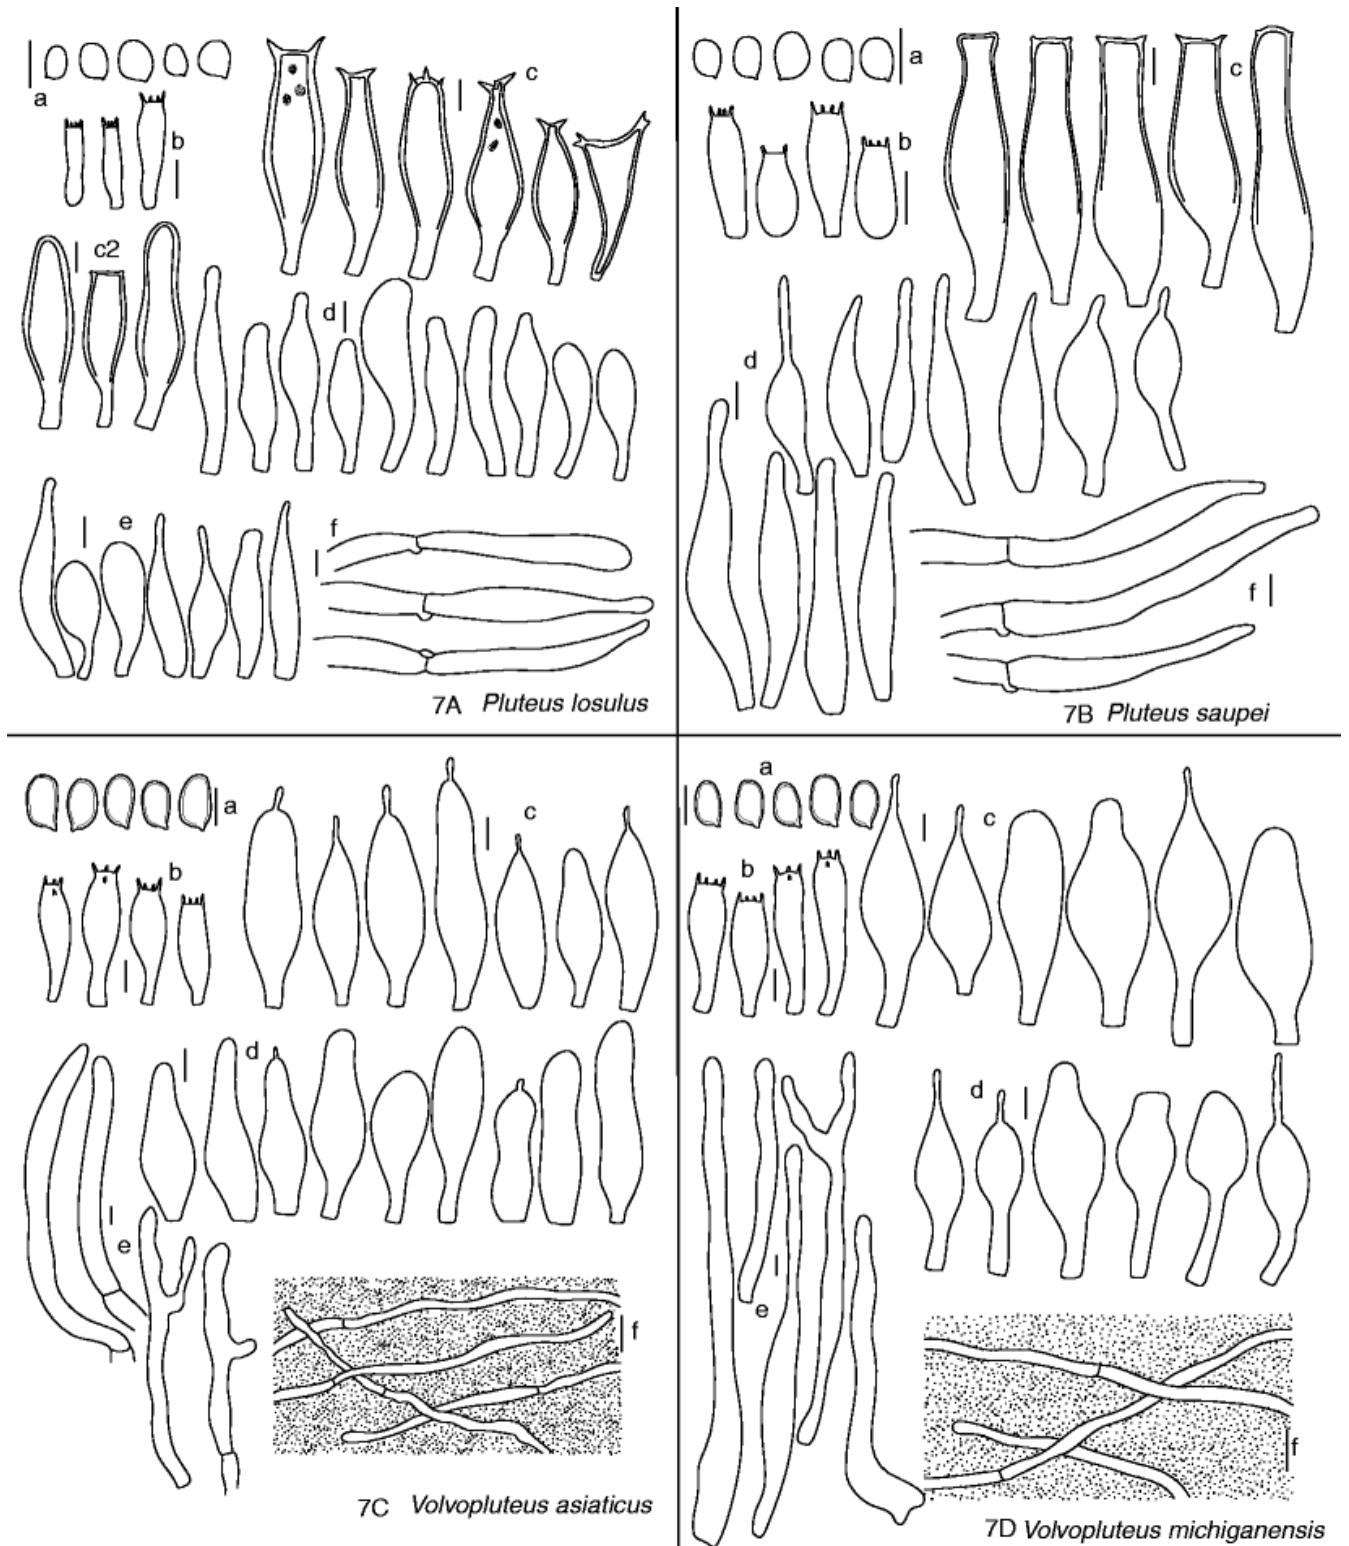 a
b
c
c2
d
e
f
7A Pluteus losulus
a
b
c
d
f
7B Pluteus saupei
a
b
c
d
e
f
7C Volvopluteus asiaticus
a
b
c
d
e
f
7D Volvopluteus michiganensis